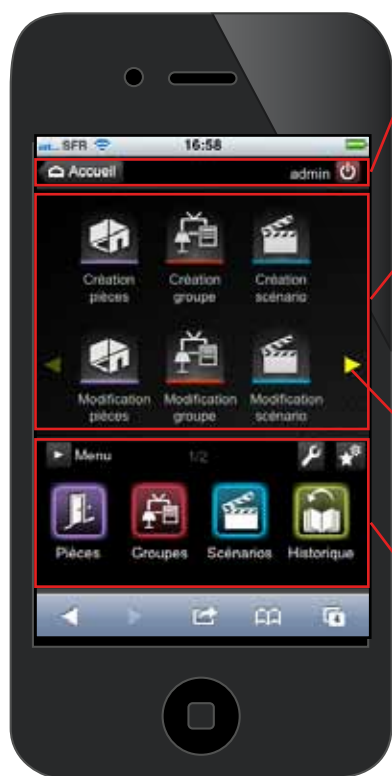 SFR 16:58
Accueil admin
Création pièces Création groupe Création scénario
Modification pièces Modification groupe Modification scénario
Menu 1/2
Pièces Groupes Scénarios Historique